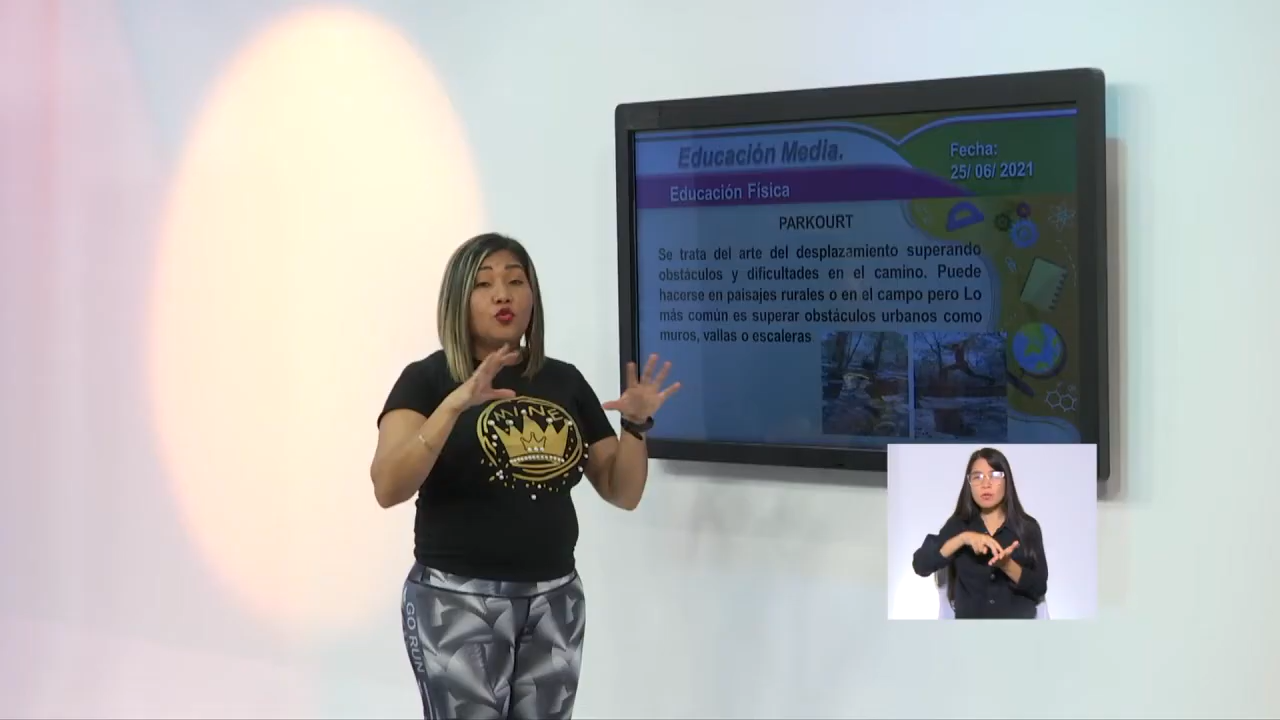 Educación Media.
Fecha:
25/ 06/ 2021
Educación Física
PARKOURT
Se trata del arte del desplazamiento superando
obstáculos y dificultades en el camino. Puede
hacerse en paisajes rurales o en el campo pero Lo
más común es superar obstáculos urbanos como
muros, vallas o escaleras
MINE
GO RUN